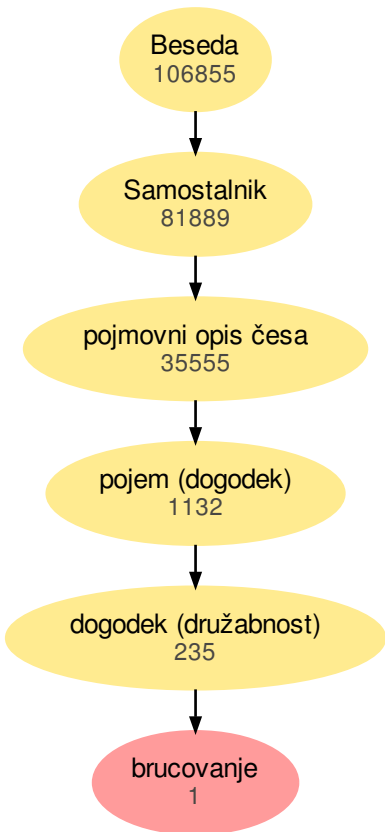 Beseda
106855
Samostalnik
81889
pojmovni opis česa
35555
pojem (dogodek)
1132
dogodek (družabnost)
235
brucovanje
1